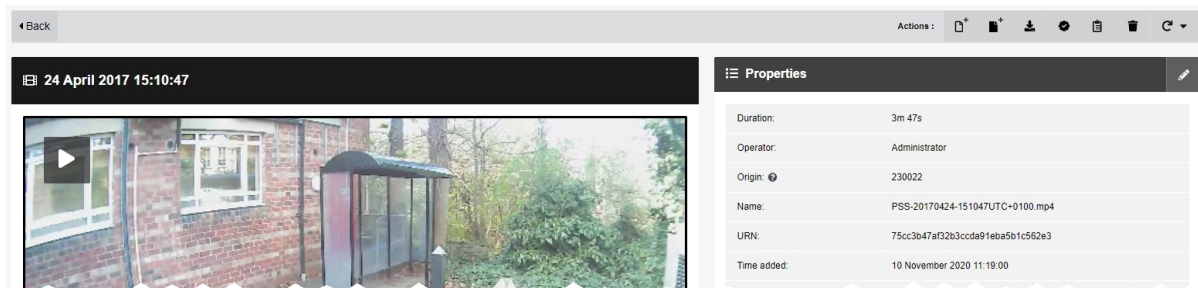 Back
Actions :
24 April 2017 15:10:47
Properties
Duration: 3m 47s
Operator: Administrator
Origin: 230022
Name: PSS-20170424-151047UTC+0100.mp4
URN: 75cc3b47af32b3ccda91eba5b1c562e3
Time added: 10 November 2020 11:19:00